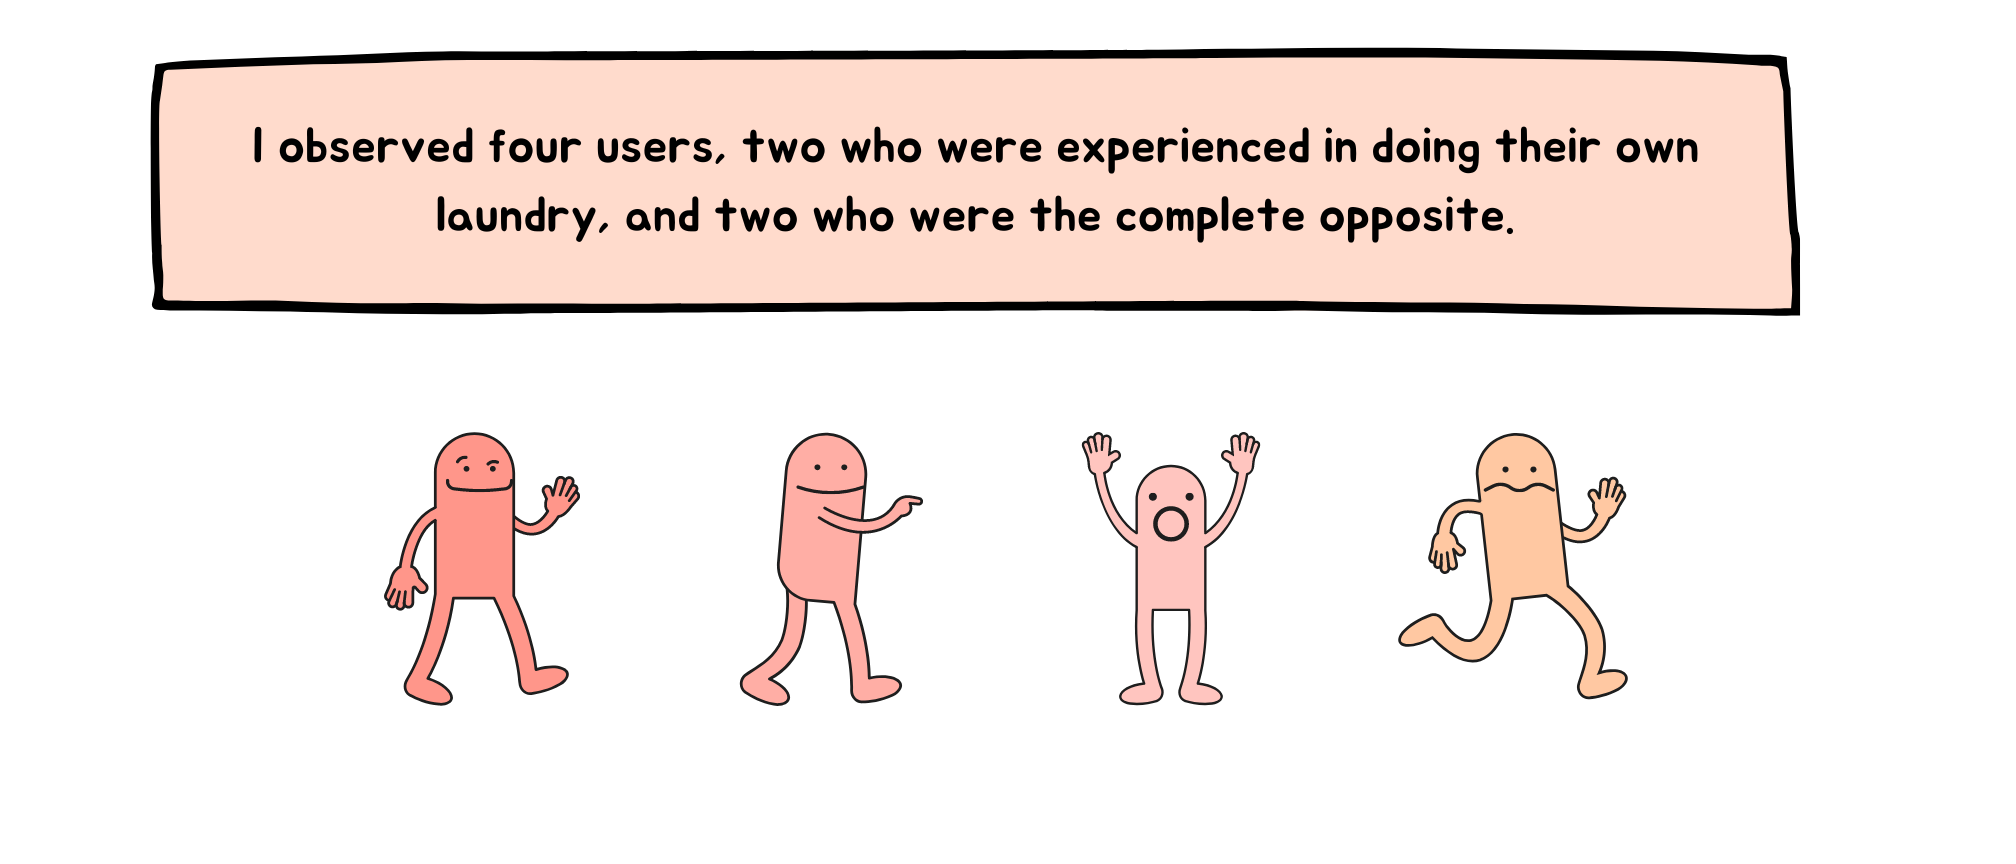 I observed four users, two who were experienced in doing their own
laundry, and two who were the complete opposite.